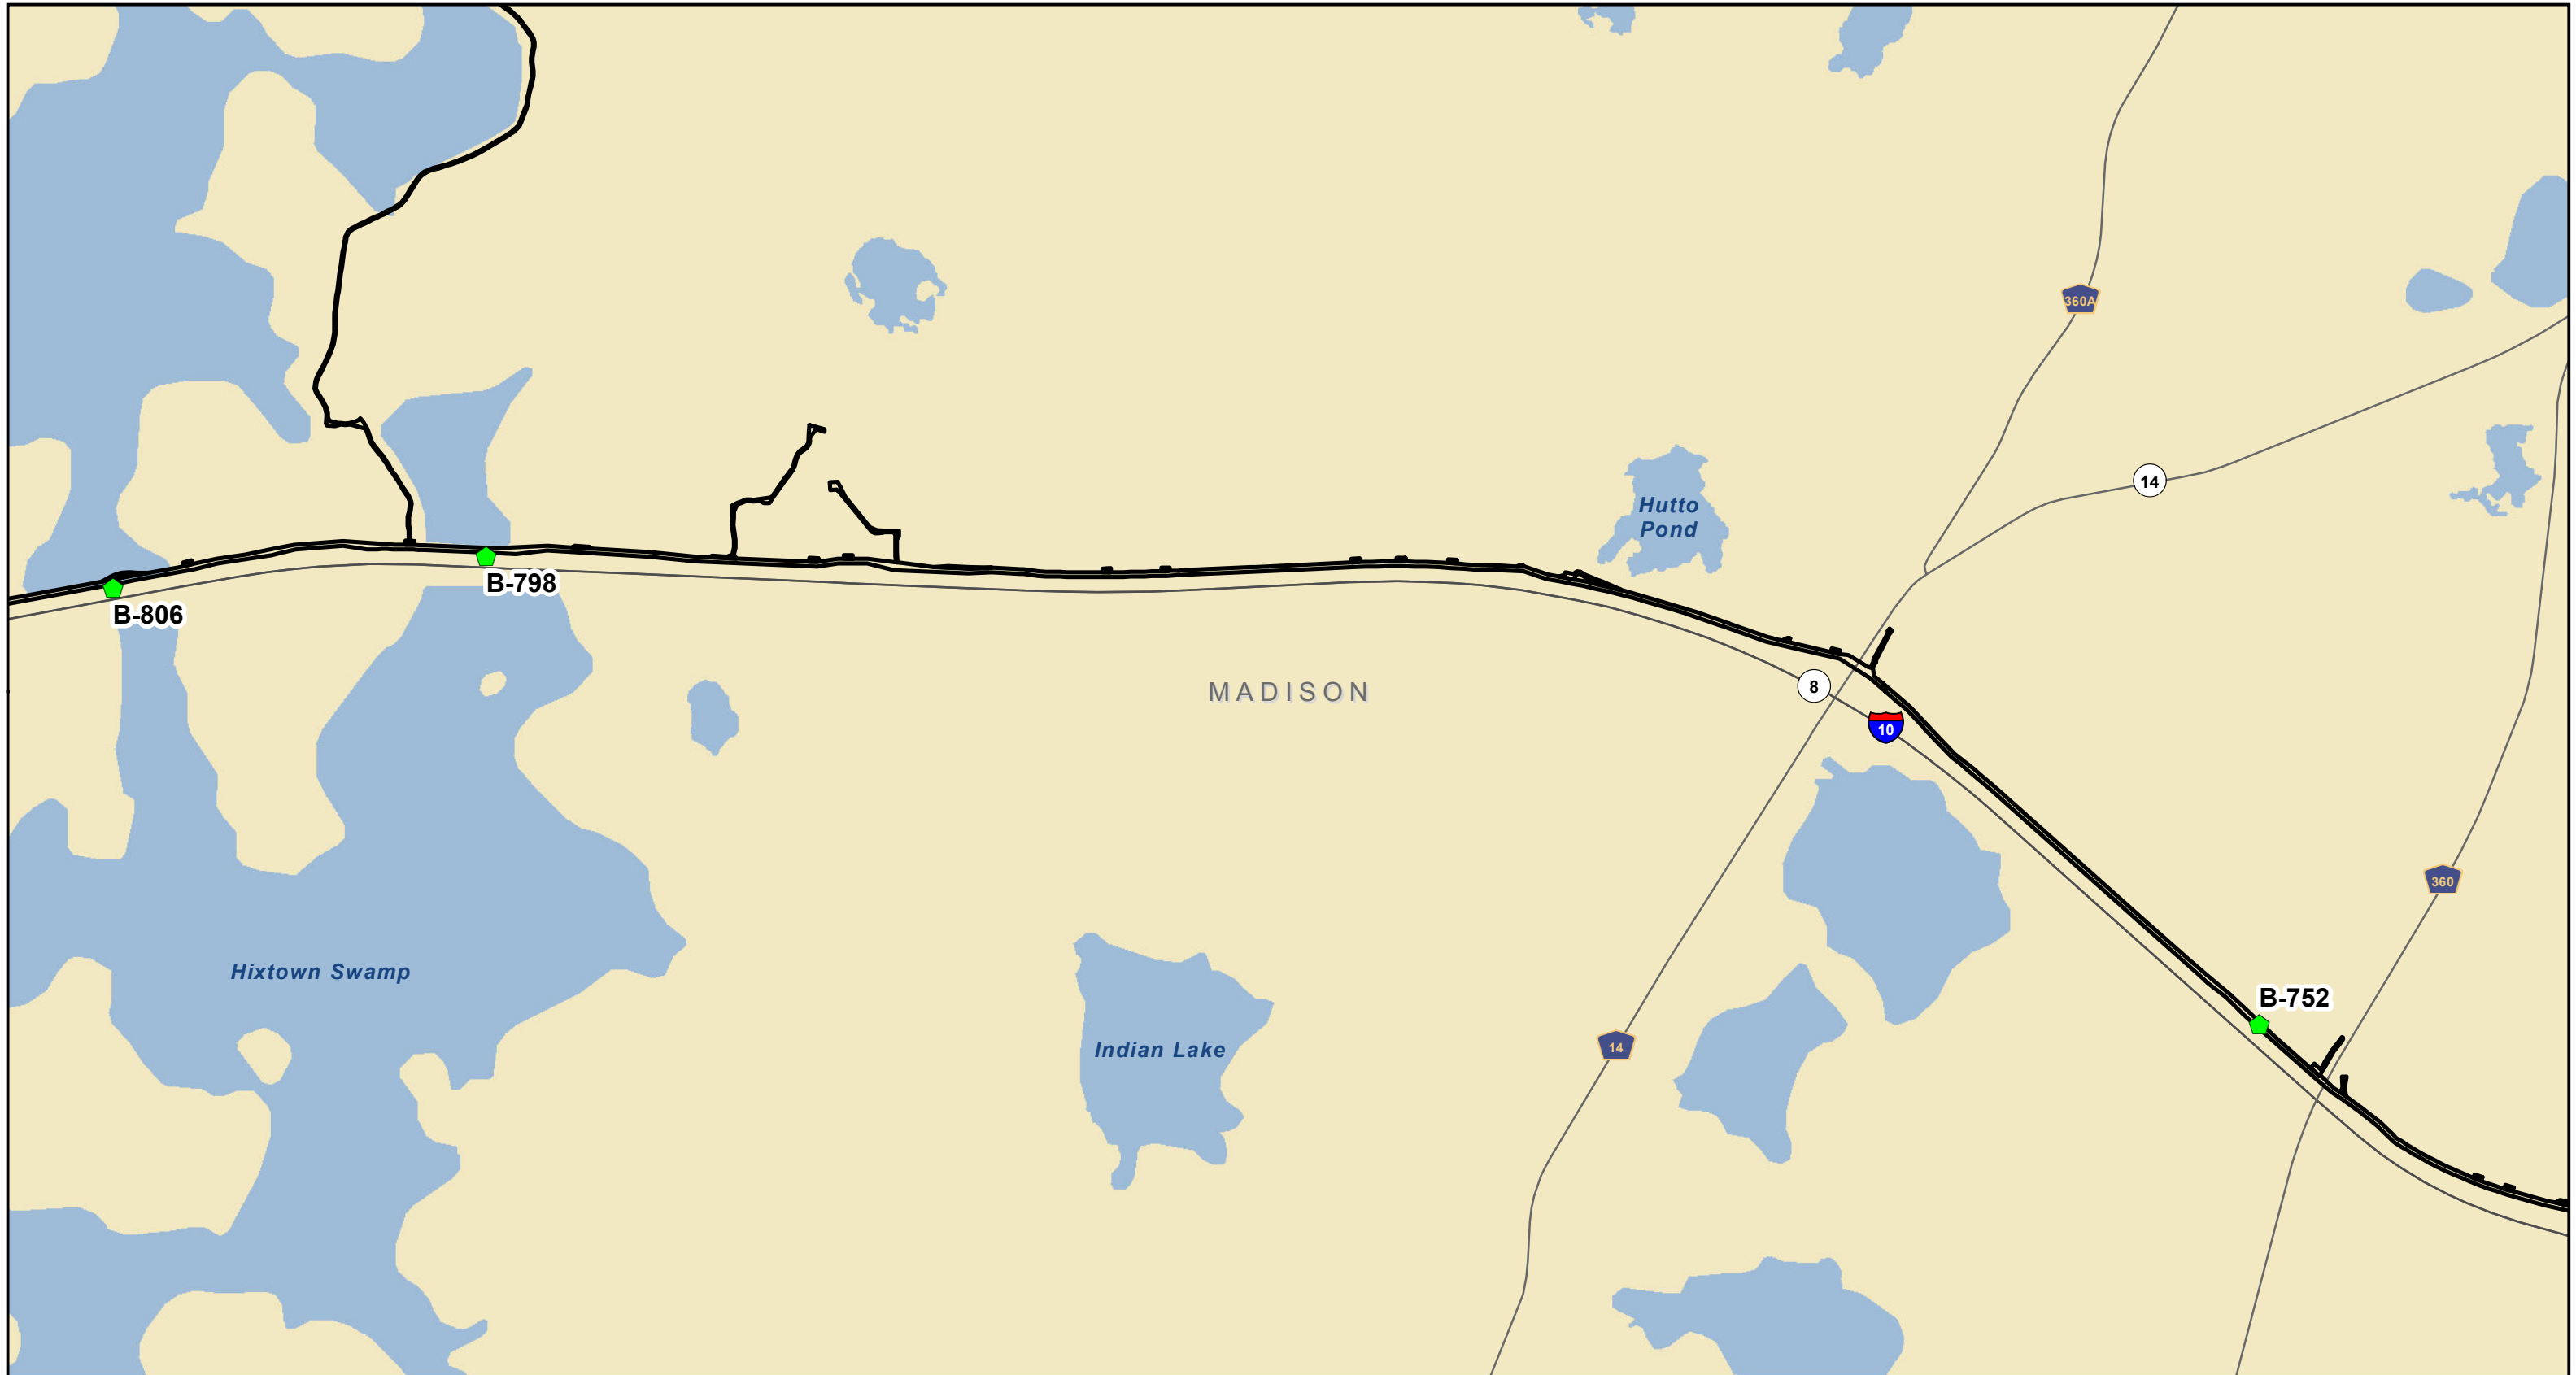 360A
14
Hutto
Pond
B-798
B-806
MADISON
8
10
360
Hixtown Swamp
B-752
Indian Lake
14